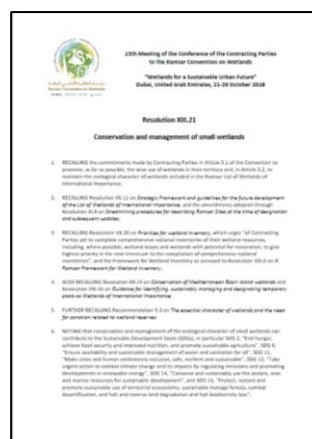 13th Meeting of the Conference of the Contracting Parties
to the Ramsar Convention on Wetlands
"Wetlands for a Sustainable Urban Future"
Dubai, United Arab Emirates, 21-29 October 2018
Resolution XIII.21
Conservation and management of small wetlands
1. RECALLING the commitments made by Contracting Parties in Article 3.1 of the Convention to
promote, as far as possible, the wise use of wetlands in their territory and, in Article 3.2, to
maintain the ecological character of wetlands included in the Ramsar List of Wetlands of
International Importance;
2. RECALLING Resolution VII.11 on Strategic Framework and guidelines for the future development
of the List of Wetlands of International Importance, and the commitments adopted through
Resolution XI.8 on Streamlining procedures for describing Ramsar Sites at the time of designation
and subsequent updates;
3. RECALLING Resolution VII.20 on Priorities for wetland inventory, which urges "all Contracting
Parties yet to complete comprehensive national inventories of their wetland resources,
including, where possible, wetland losses and wetlands with potential for restoration, to give
highest priority in the next triennium to the compilation of comprehensive national
inventories", and the Framework for Wetland Inventory as annexed to Resolution VIII.6 on A
Ramsar Framework for Wetland Inventory;
4. ALSO RECALLING Resolution XII.14 on Conservation of Mediterranean Basin island wetlands and
Resolution VIII.33 on Guidance for identifying, sustainably managing and designating temporary
pools as Wetlands of International Importance;
5. FURTHER RECALLING Recommendation 5.3 on The essential character of wetlands and the need
for zonation related to wetland reserves;
6. NOTING that conservation and management of the ecological character of small wetlands can
contribute to the Sustainable Development Goals (SDGs), in particular SDG 2, "End hunger,
achieve food security and improved nutrition, and promote sustainable agriculture", SDG 6,
"Ensure availability and sustainable management of water and sanitation for all", SDG 11,
"Make cities and human settlements inclusive, safe, resilient and sustainable", SDG 13, "Take
urgent action to combat climate change and its impacts by regulating emissions and promoting
developments in renewable energy", SDG 14, "Conserve and sustainably use the oceans, seas
and marine resources for sustainable development", and SDG 15, "Protect, restore and
promote sustainable use of terrestrial ecosystems, sustainably manage forests, combat
desertification, and halt and reverse land degradation and halt biodiversity loss";